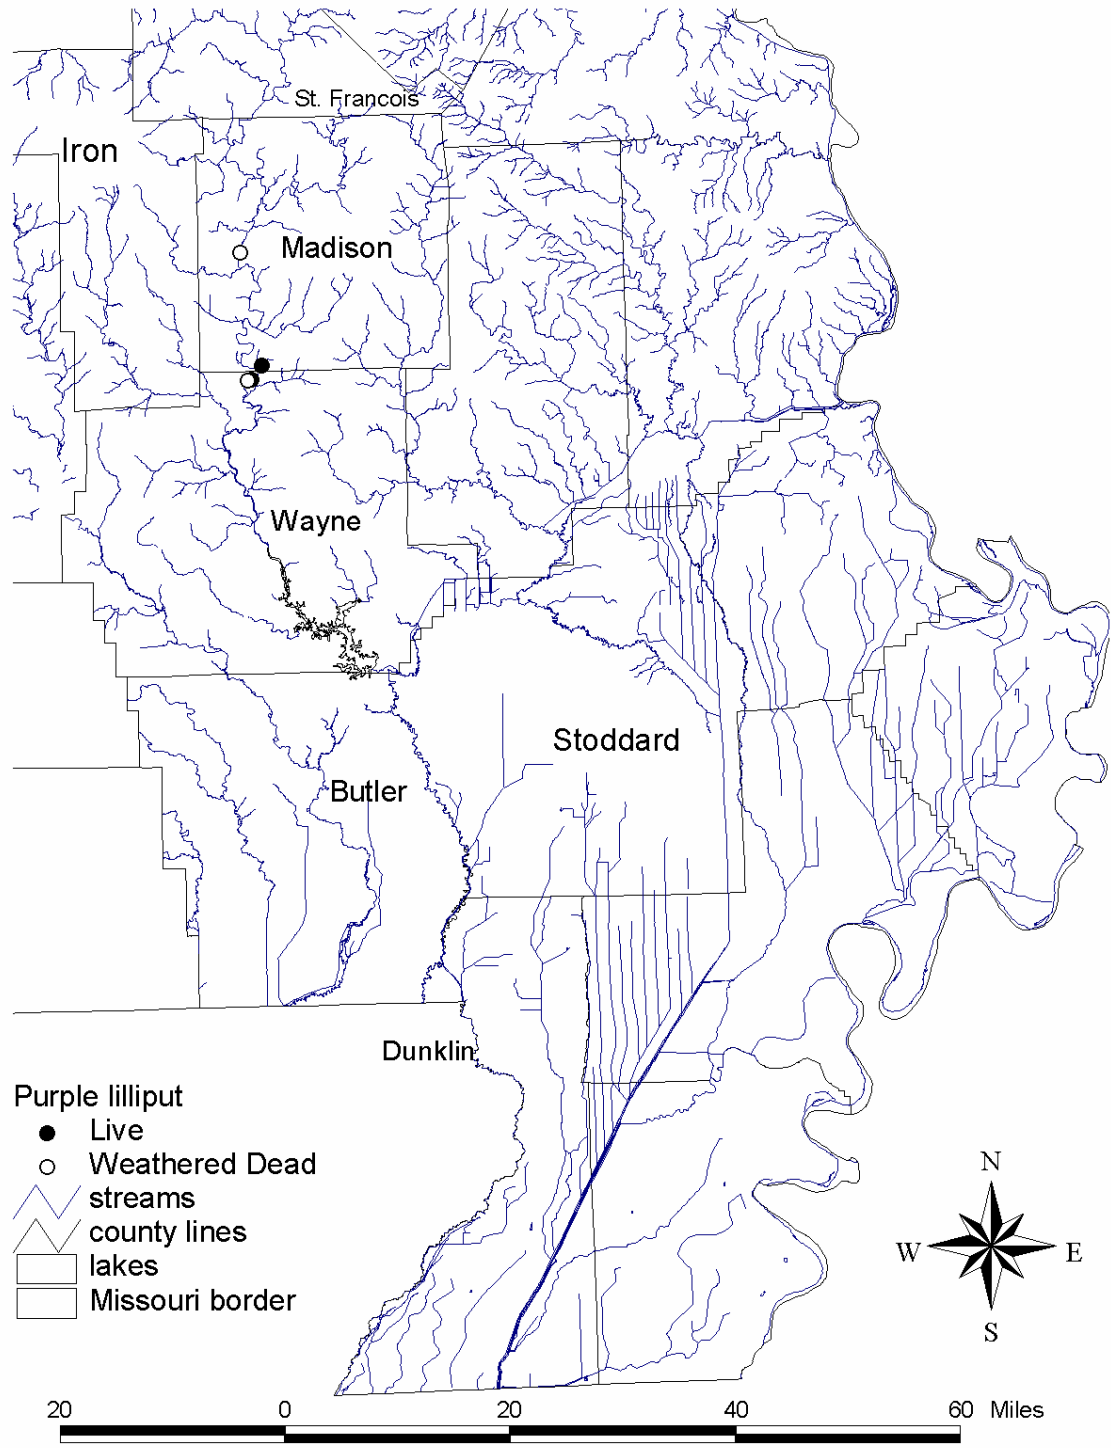 St. Francois
Iron
Madison
Wayne
Stoddard
Butler
Dunklin
Purple lilliput
Live
Weathered Dead
streams
county lines
lakes
Missouri border
N
W E
S
20 0 20 40 60 Miles